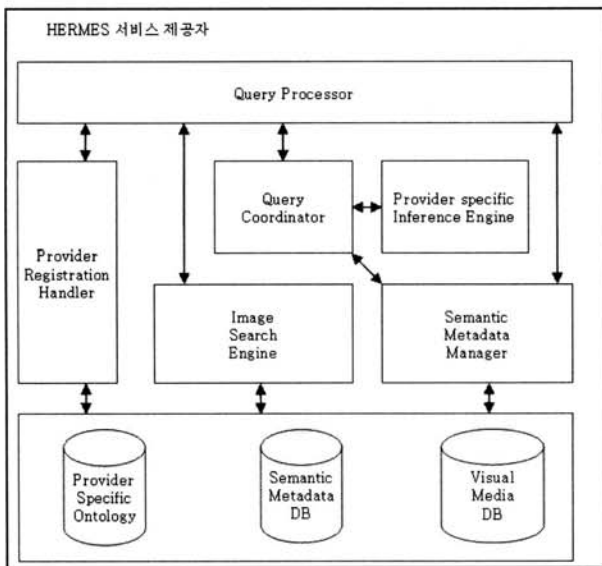 HERMES 서비스 제공자
Query Processor
Provider
Registration
Handler
Query
Coordinator
Provider specific
Inference Engine
Image
Search
Engine
Semantic
Metadata
Manager
Provider
Specific
Ontology
Semantic
Metadata
DB
Visual
Media
DB